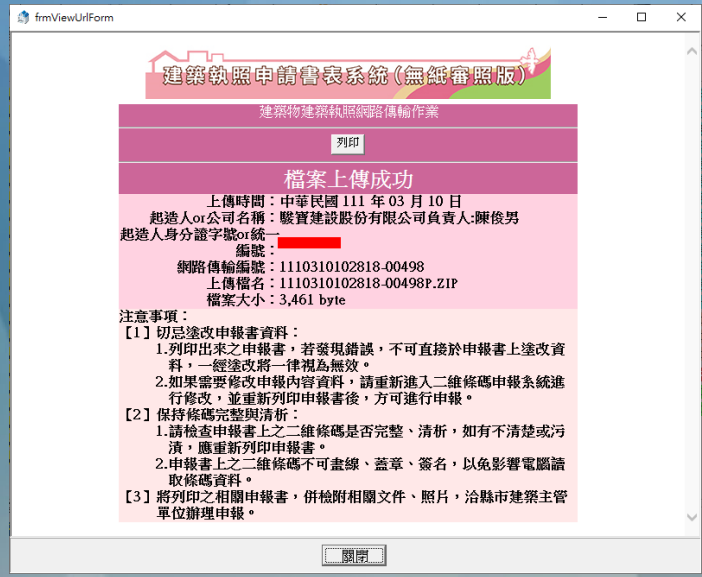 frmViewUrlForm
建築執照申請書表系統(無紙審照版)
建築物建築執照網路傳輸作業
列印
檔案上傳成功
上傳時間：中華民國 111 年 03 月 10 日
起造人or公司名稱：駿寶建設股份有限公司負責人:陳俊男
起造人身分證字號or統一
編號：
網路傳輸編號：1110310102818-00498
上傳檔名：1110310102818-00498P.ZIP
檔案大小：3,461 byte
注意事項：
【1】切忌塗改申報書資料：
1.列印出來之申報書，若發現錯誤，不可直接於申報書上塗改資
料，一經塗改將一律視為無效。
2.如果需要修改申報內容資料，請重新進入二維條碼申報系統進
行修改，並重新列印申報書後，方可進行申報。
【2】保持條碼完整與清析：
1.請檢查申報書上之二維條碼是否完整、清析，如有不清楚或污
漬，應重新列印申報書。
2.申報書上之二維條碼不可畫線、蓋章、簽名，以免影響電腦讀
取條碼資料。
【3】將列印之相關申報書，併檢附相關文件、照片，洽縣市建築主管
單位辦理申報。
關閉